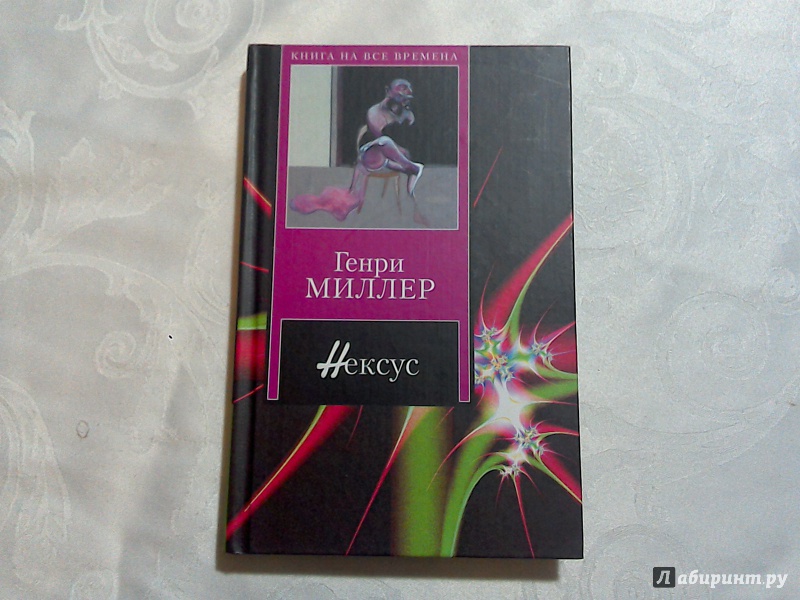 КНИГА НА ВСЕ ВРЕМЕНА
Генри
МИЛЛЕР
Нексус
Лабиринт.ру